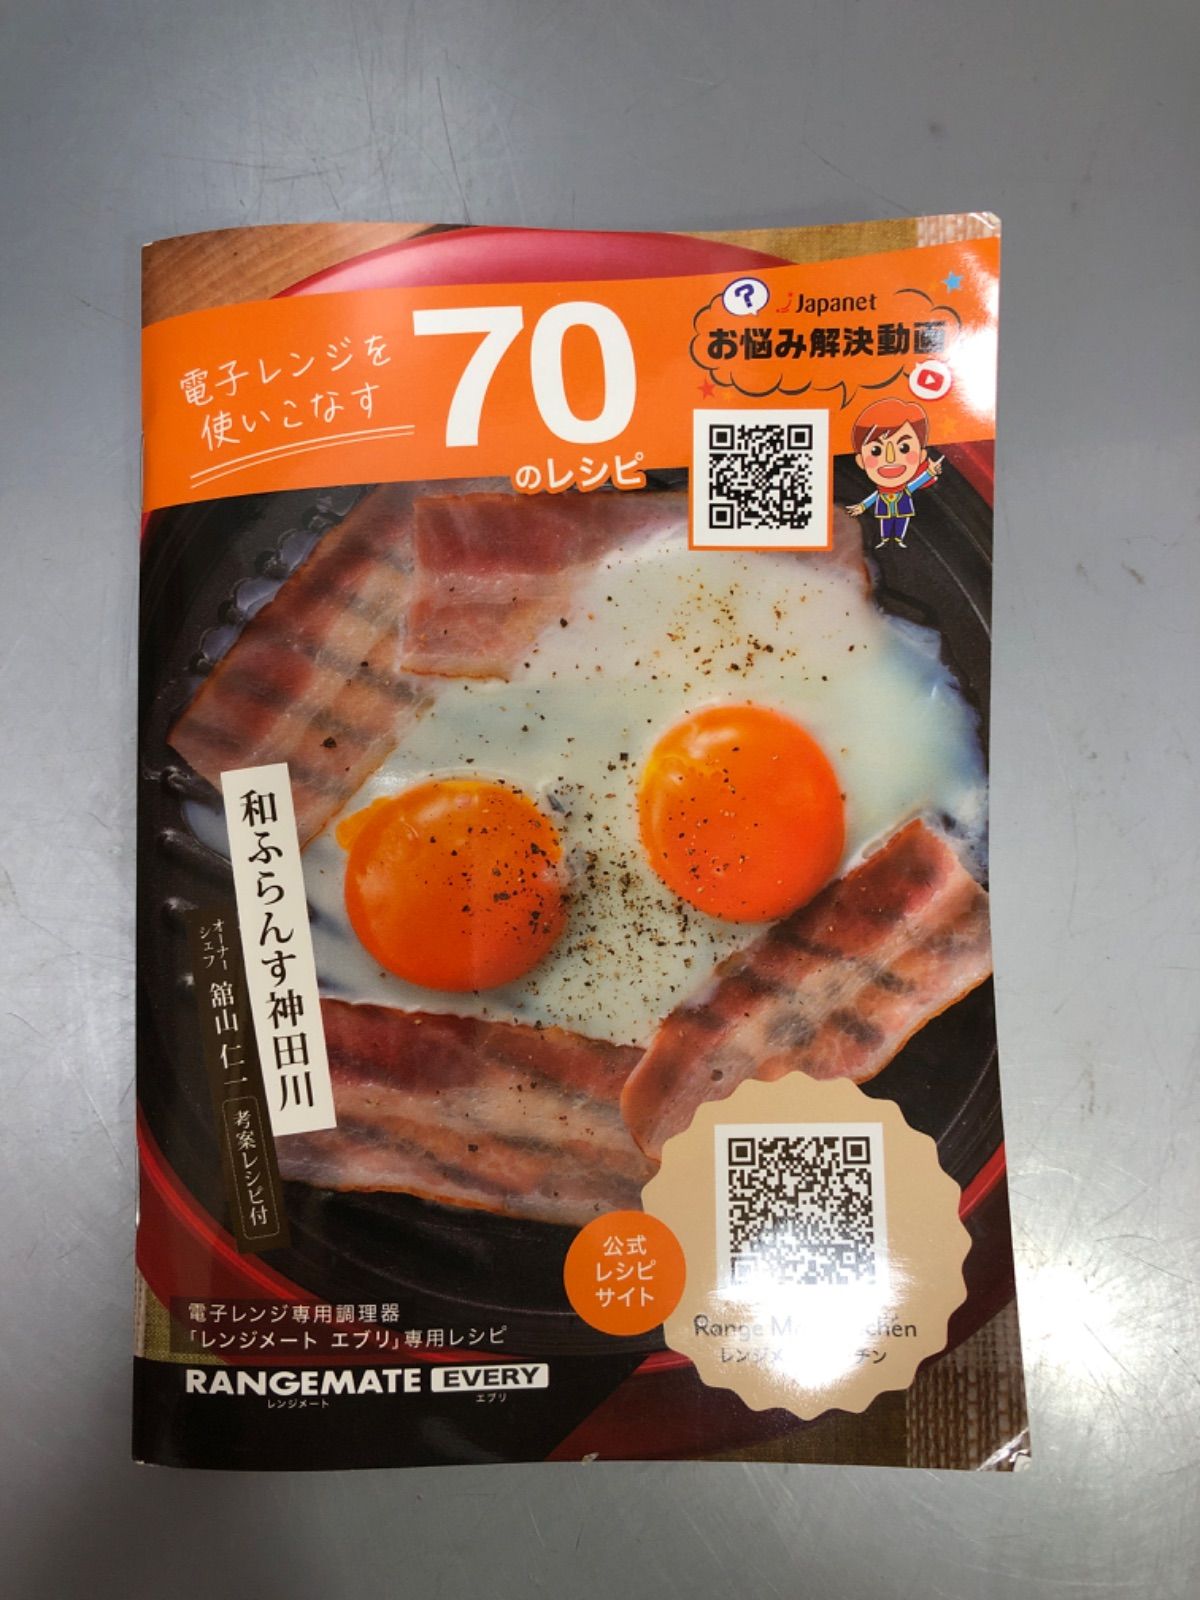 電子レンジを
使いこなす
70
のレシピ
?
Japanet
お悩み解決動画
和ふらんす神田川
オーナー
シェフ
舘山 仁一
考案レシピ付
公式
レシピ
サイト
Range
レンジ
電子レンジ専用調理器
「レンジメート エブリ」専用レシピ
RANGEMATE EVERY
レンジメート エブリ